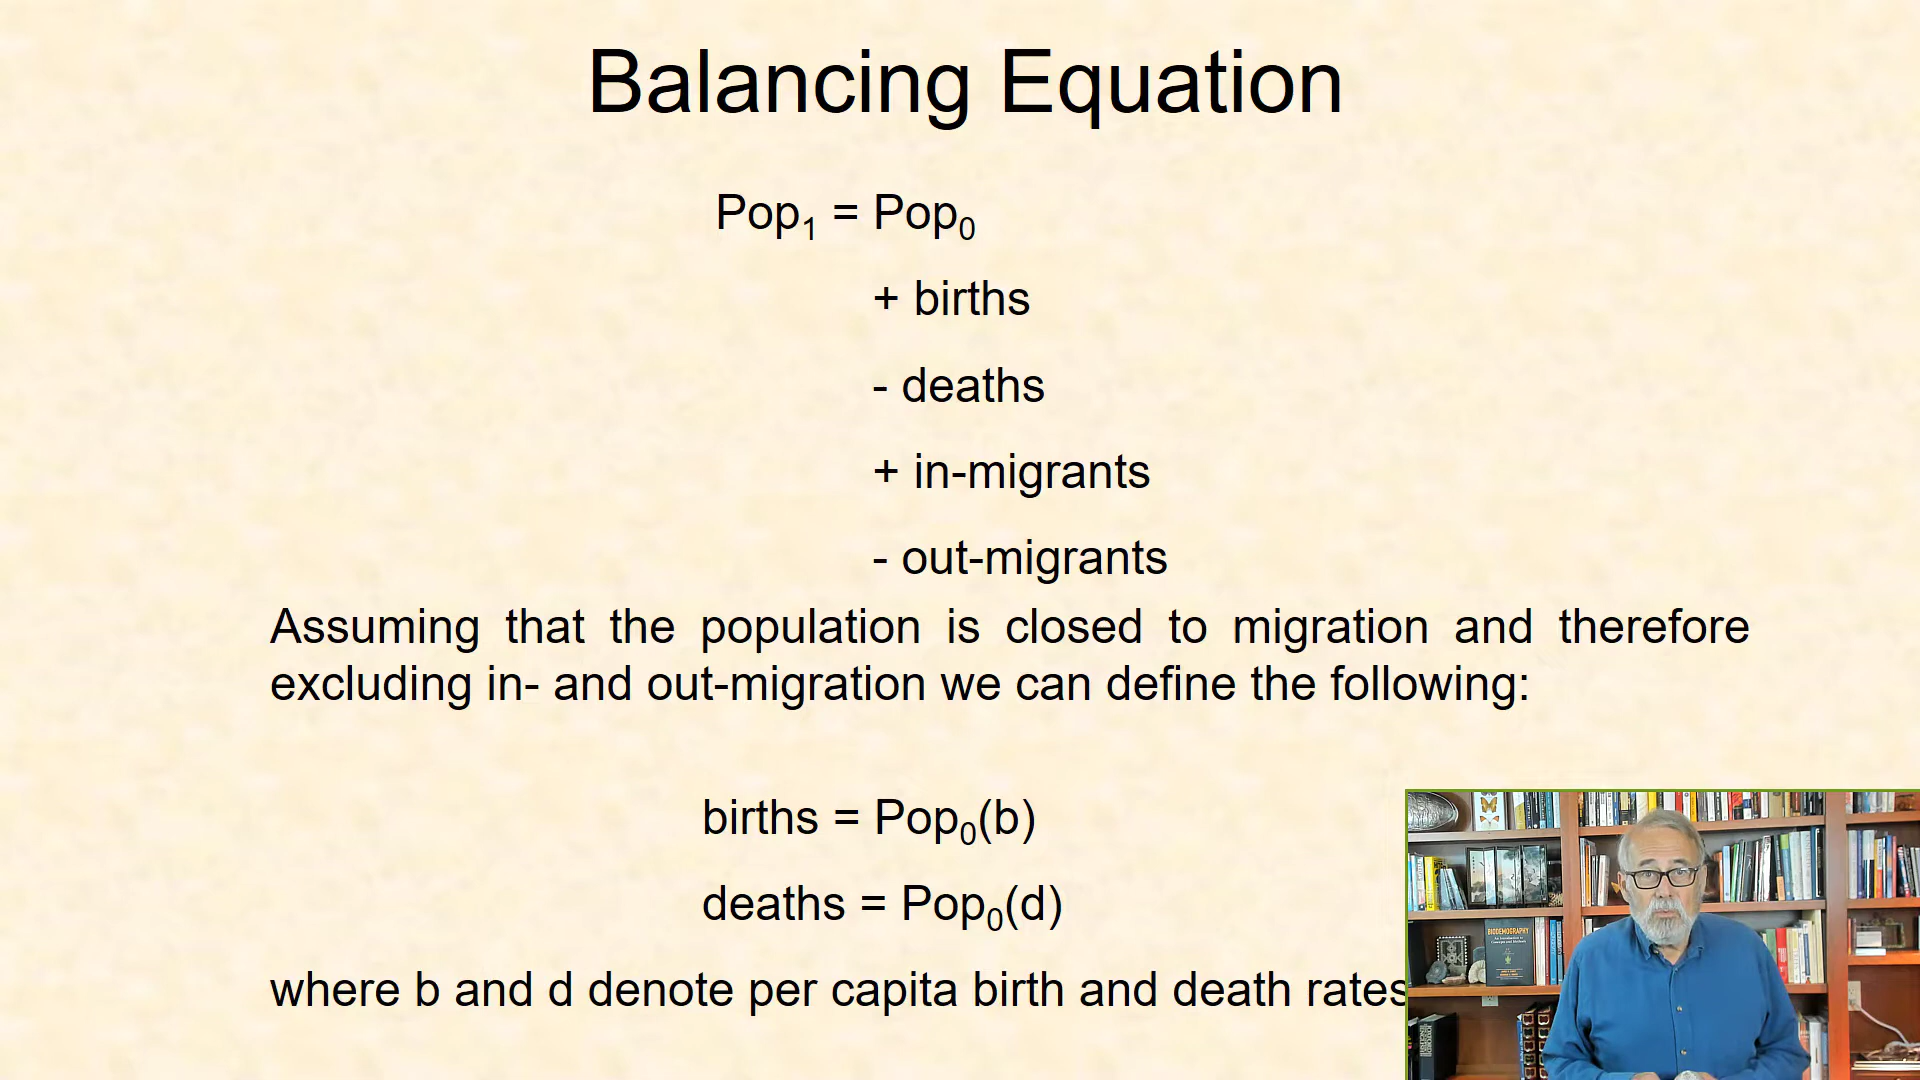 Balancing Equation
Pop₁ = Pop₀
+ births
- deaths
+ in-migrants
- out-migrants
Assuming that the population is closed to migration and therefore
excluding in- and out-migration we can define the following:
births = Pop₀(b)
deaths = Pop₀(d)
where b and d denote per capita birth and death rates
BIODEMOGRAPHY